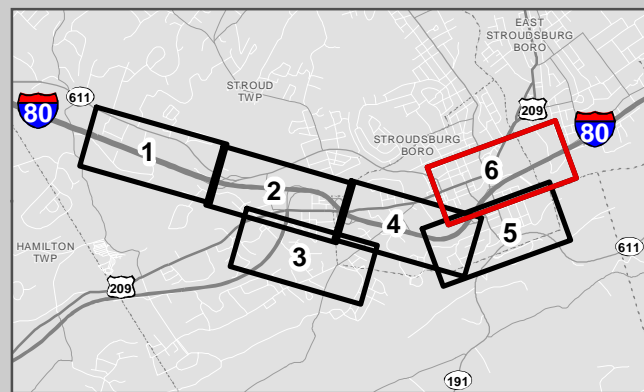 EAST
STROUDSBURG
BORO
611
80
STROUD
TWP
209
80
STROUDSBURG
BORO
1
6
2
4
5
3
HAMILTON
TWP
611
209
191